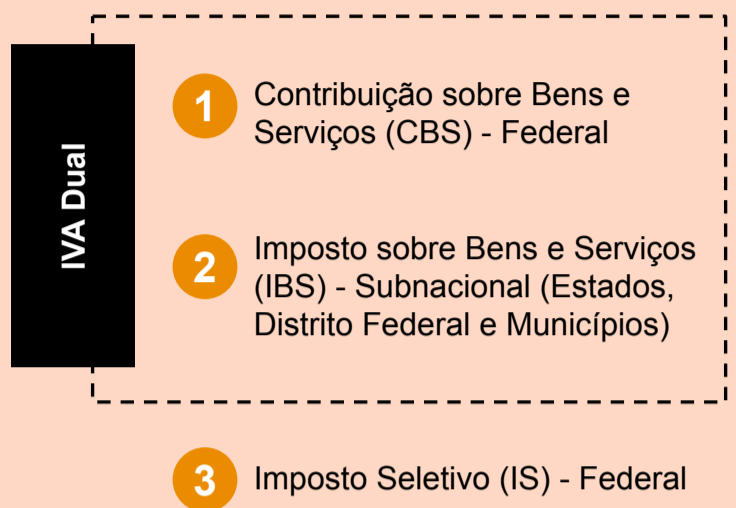 IVA Dual
1 Contribuição sobre Bens e
Serviços (CBS) - Federal
2 Imposto sobre Bens e Serviços
(IBS) - Subnacional (Estados,
Distrito Federal e Municípios)
3 Imposto Seletivo (IS) - Federal